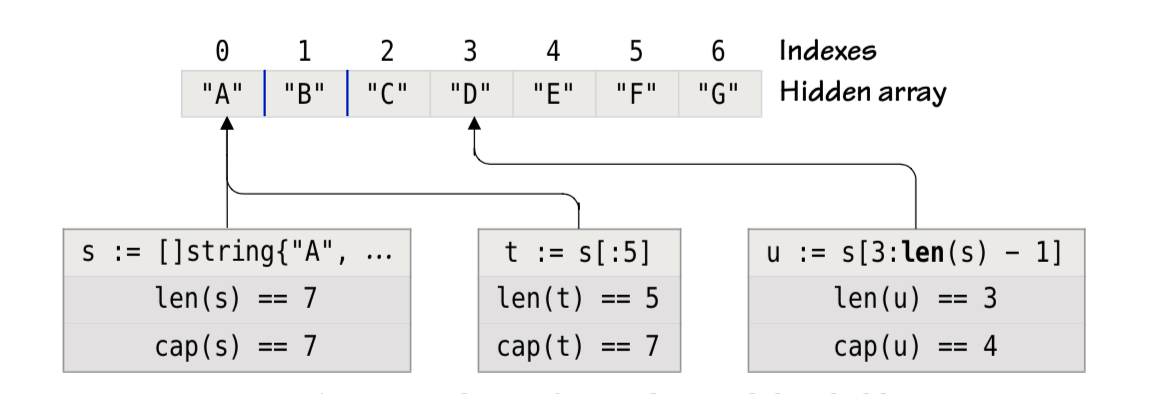 0 1 2 3 4 5 6 Indexes
"A" "B" "C" "D" "E" "F" "G" Hidden array
s := []string{"A", ...
len(s) == 7
cap(s) == 7
t := s[:5]
len(t) == 5
cap(t) == 7
u := s[3:len(s) - 1]
len(u) == 3
cap(u) == 4